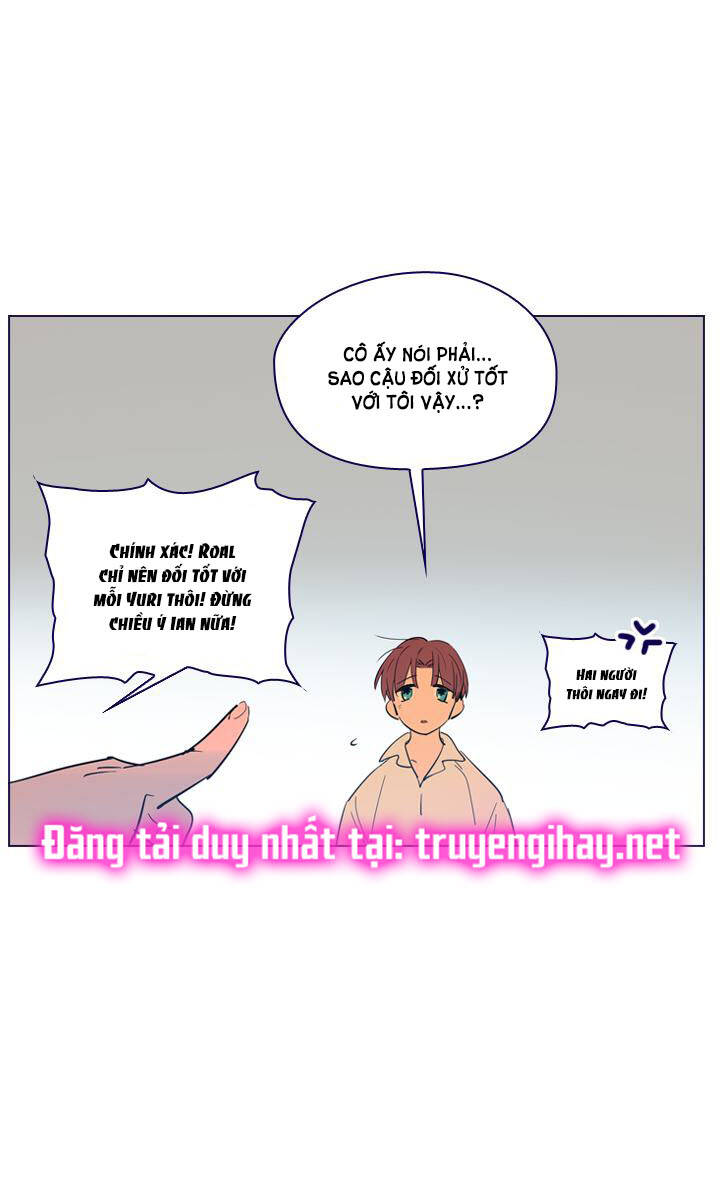 CÔ ẤY NÓI PHẢI...
SAO CẬU ĐỐI XỬ TỐT
VỚI TÔI VẬY...?
CHÍNH XÁC! ROAL
CHỈ NÊN ĐỐI TỐT VỚI
MỖI YURI THÔI! ĐỪNG
CHIỀU Ý IAN NỮA!
HAI NGƯỜI
THÔI NGAY ĐI!
Đăng tải duy nhất tại: truyengihay.net